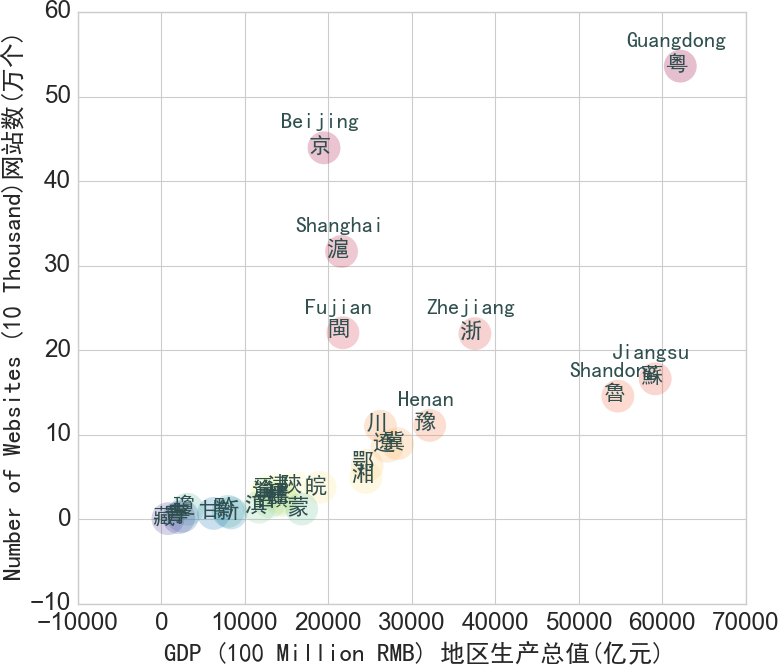 60
Guangdong
粵
50
Beijing
京
40
Shanghai
滬
30
Fujian
閩
Zhejiang
浙
20
Jiangsu
蘇
Shandong
魯
Henan
豫
川
10
遼
冀
鄂
湘
陝
皖
瓊
甘
黔
新
滇
蒙
藏
0
-10
-10000 0 10000 20000 30000 40000 50000 60000 70000
Number of Websites (10 Thousand)网站数(万个)
GDP (100 Million RMB) 地区生产总值(亿元)